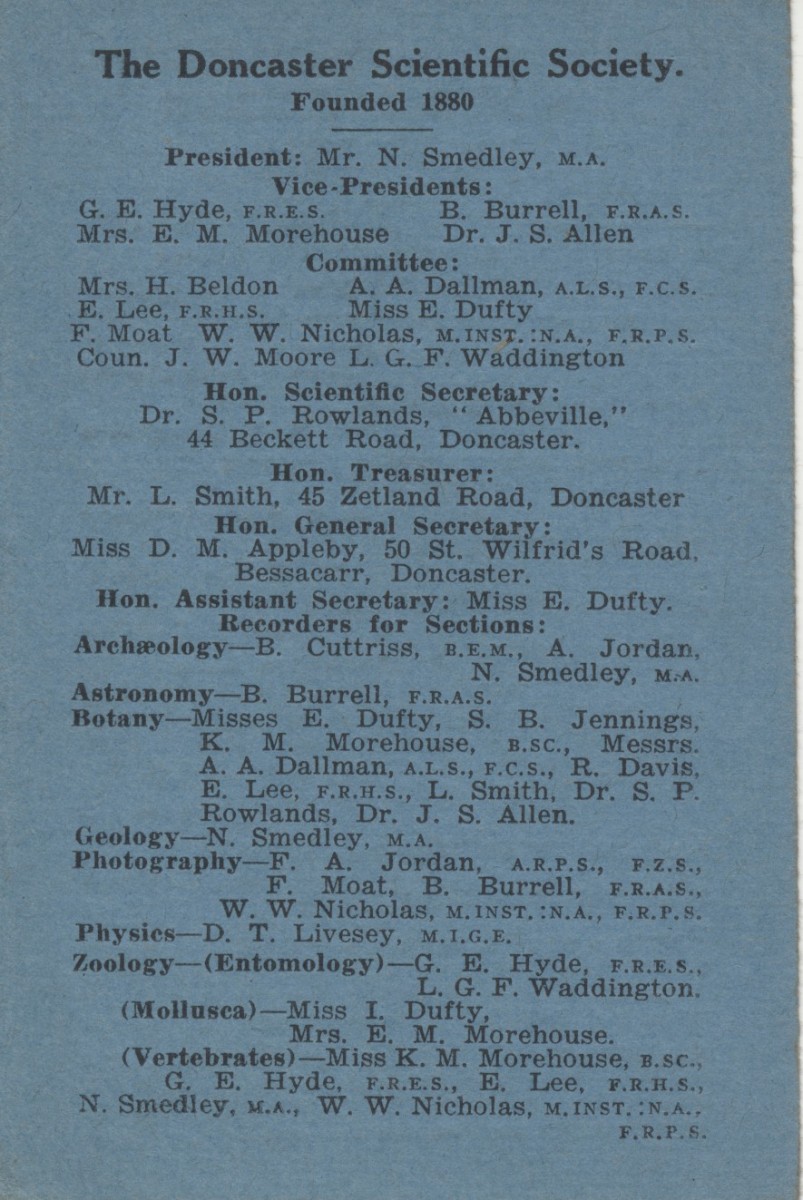 The Doncaster Scientific Society.
Founded 1880
President: Mr. N. Smedley, M.A.
Vice-Presidents:
G. E. Hyde, F.R.E.S. B. Burrell, F.R.A.S.
Mrs. E. M. Morehouse Dr. J. S. Allen
Committee:
Mrs. H. Beldon A. A. Dallman, A.L.S., F.C.S.
E. Lee, F.R.H.S. Miss E. Dufty
F. Moat W. W. Nicholas, M.INST.:N.A., F.R.P.S.
Coun. J. W. Moore L. G. F. Waddington
Hon. Scientific Secretary:
Dr. S. P. Rowlands, "Abbeville,"
44 Beckett Road, Doncaster.
Hon. Treasurer:
Mr. L. Smith, 45 Zetland Road, Doncaster
Hon. General Secretary:
Miss D. M. Appleby, 50 St. Wilfrid's Road,
Bessacarr, Doncaster.
Hon. Assistant Secretary: Miss E. Dufty.
Recorders for Sections:
Archæology—B. Cuttriss, B.E.M., A. Jordan,
N. Smedley, M.A.
Astronomy—B. Burrell, F.R.A.S.
Botany—Misses E. Dufty, S. B. Jennings,
K. M. Morehouse, B.SC., Messrs.
A. A. Dallman, A.L.S., F.C.S., R. Davis,
E. Lee, F.R.H.S., L. Smith, Dr. S. P.
Rowlands, Dr. J. S. Allen.
Geology—N. Smedley, M.A.
Photography—F. A. Jordan, A.R.P.S., F.Z.S.,
F. Moat, B. Burrell, F.R.A.S.,
W. W. Nicholas, M.INST.:N.A., F.R.P.S.
Physics—D. T. Livesey, M.I.G.E.
Zoology—(Entomology)—G. E. Hyde, F.R.E.S.,
L. G. F. Waddington.
(Mollusca)—Miss I. Dufty,
Mrs. E. M. Morehouse.
(Vertebrates)—Miss K. M. Morehouse, B.SC.,
G. E. Hyde, F.R.E.S., E. Lee, F.R.H.S.,
N. Smedley, M.A., W. W. Nicholas, M.INST.:N.A.,
F.R.P.S.